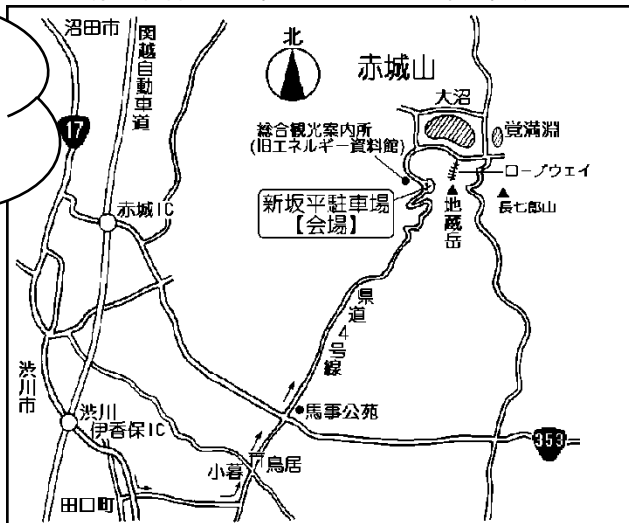 沼田市
関越自動車道
北
赤城山
大沼
17
総合観光案内所
(旧エネルギー資料館)
覚満淵
ロープウェイ
新坂平駐車場
【会場】
地蔵岳
長七郎山
赤城IC
県道4号線
渋川市
馬事公苑
渋川
伊香保IC
353
小暮
鳥居
田口町